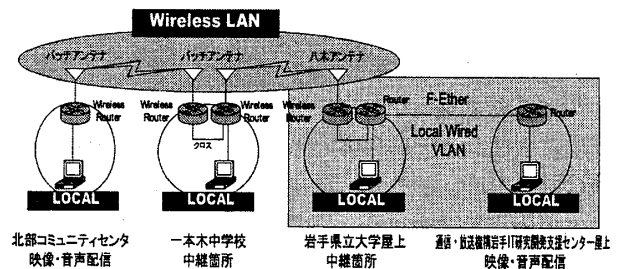 Wireless LAN
パッチアンテナ
パッチアンテナ
八木アンテナ
Wireless
Router
Wireless
Router
Wireless
Router
Wireless
Router
Router
F-Ether
Router
クロス
Local Wired
VLAN
LOCAL
LOCAL
LOCAL
LOCAL
北部コミュニティセンタ
映像・音声配信
一本木中学校
中継箇所
岩手県立大学屋上
中継箇所
通信・放送機構岩手IT研究開発支援センター屋上
映像・音声配信